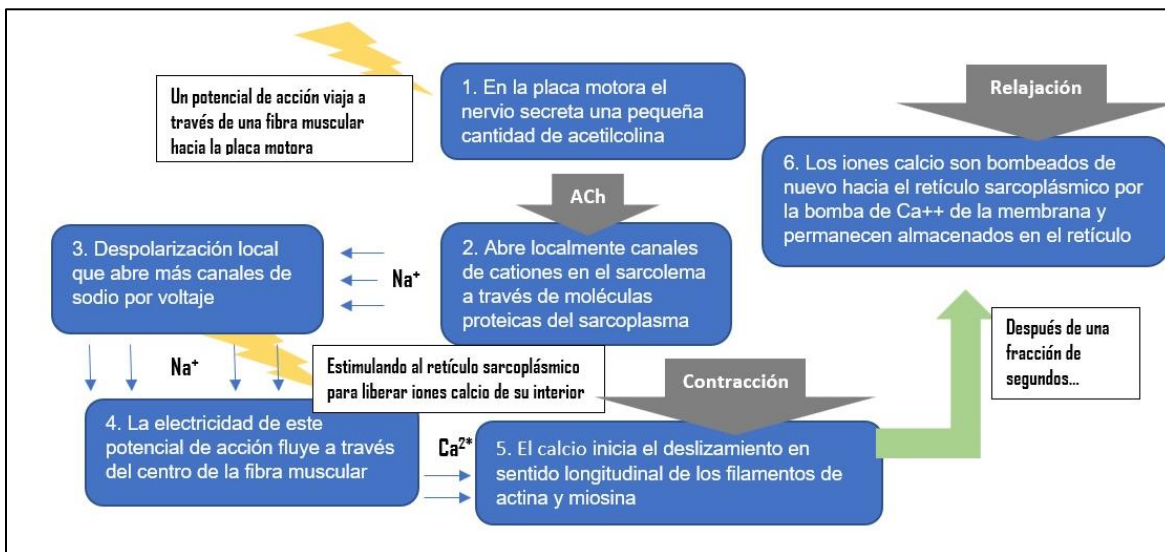 Un potencial de acción viaja a
través de una fibra muscular
hacia la placa motora
1. En la placa motora el
nervio secreta una pequeña
cantidad de acetilcolina
ACh
2. Abre localmente canales
de cationes en el sarcolema
a través de moléculas
proteicas del sarcoplasma
Na⁺
3. Despolarización local
que abre más canales de
sodio por voltaje
Na⁺
Estimulando al retículo sarcoplásmico
para liberar iones calcio de su interior
4. La electricidad de este
potencial de acción fluye a través
del centro de la fibra muscular
Ca²*
Contracción
5. El calcio inicia el deslizamiento en
sentido longitudinal de los filamentos de
actina y miosina
Después de una
fracción de
segundos...
Relajación
6. Los iones calcio son bombeados de
nuevo hacia el retículo sarcoplásmico por
la bomba de Ca++ de la membrana y
permanecen almacenados en el retículo